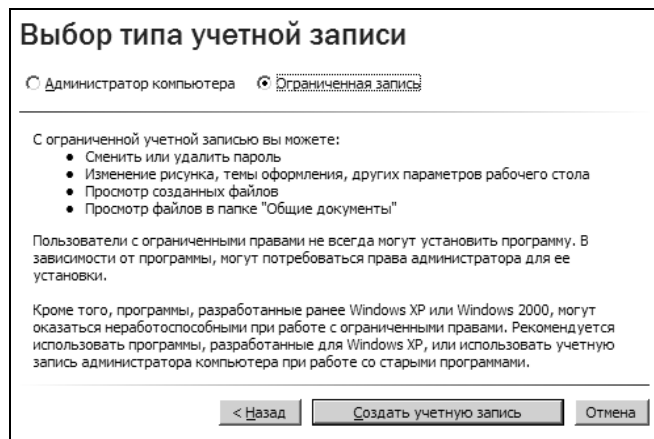 Выбор типа учетной записи
Администратор компьютера Ограниченная запись
С ограниченной учетной записью вы можете:
• Сменить или удалить пароль
• Изменение рисунка, темы оформления, других параметров рабочего стола
• Просмотр созданных файлов
• Просмотр файлов в папке "Общие документы"
Пользователи с ограниченными правами не всегда могут установить программу. В
зависимости от программы, могут потребоваться права администратора для ее
установки.
Кроме того, программы, разработанные ранее Windows XP или Windows 2000, могут
оказаться неработоспособными при работе с ограниченными правами. Рекомендуется
использовать программы, разработанные для Windows XP, или использовать учетную
запись администратора компьютера при работе со старыми программами.
< Назад Создать учетную запись Отмена